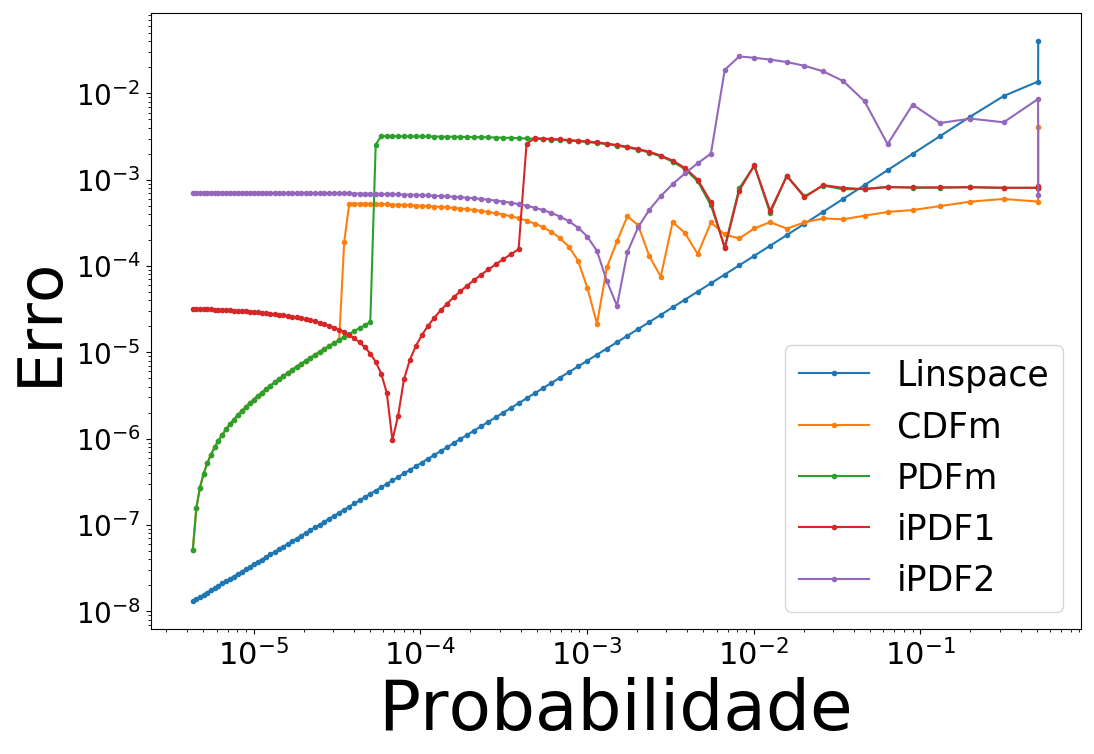 Erro
10⁻²
10⁻³
10⁻⁴
10⁻⁵
10⁻⁶
10⁻⁷
10⁻⁸
Linspace
CDFm
PDFm
iPDF1
iPDF2
10⁻⁵ 10⁻⁴ 10⁻³ 10⁻² 10⁻¹
Probabilidade